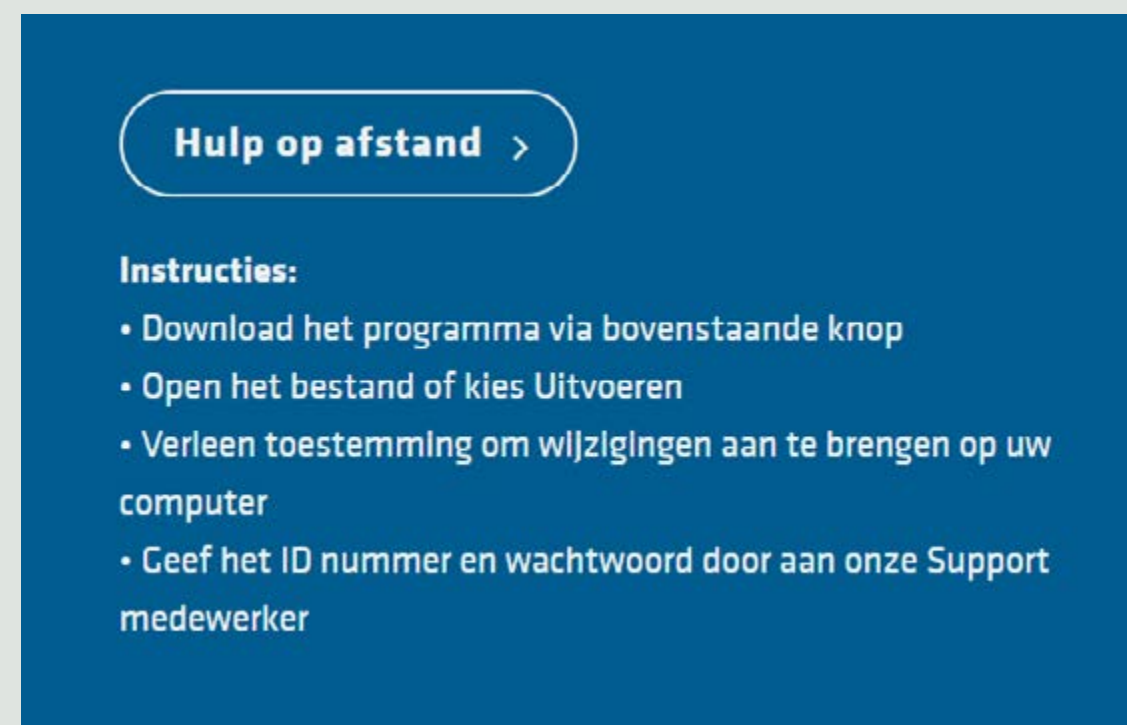 Hulp op afstand >
Instructies:
• Download het programma via bovenstaande knop
• Open het bestand of kies Uitvoeren
• Verleen toestemming om wijzigingen aan te brengen op uw
computer
• Geef het ID nummer en wachtwoord door aan onze Support
medewerker